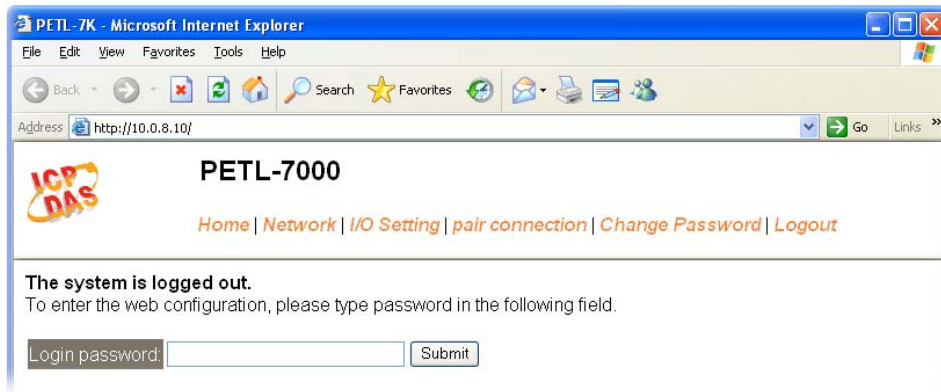 PETL-7K - Microsoft Internet Explorer
File Edit View Favorites Tools Help
Back Search Favorites
Address http://10.0.8.10/ Go Links »
ICP DAS
PETL-7000
Home | Network | I/O Setting | pair connection | Change Password | Logout
The system is logged out.
To enter the web configuration, please type password in the following field.
Login password: Submit